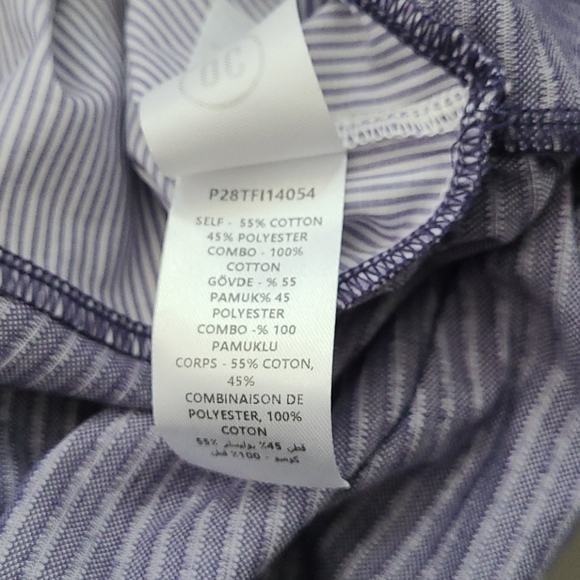 QC
P28TFI14054
SELF - 55% COTTON
45% POLYESTER
COMBO - 100%
COTTON
GÖVDE - % 55
PAMUK% 45
POLYESTER
COMBO -% 100
PAMUKLU
CORPS - 55% COTON,
45%
COMBINAISON DE
POLYESTER, 100%
COTON
55% قطن 45٪ بوليستر
كومبو - 100٪ قطن